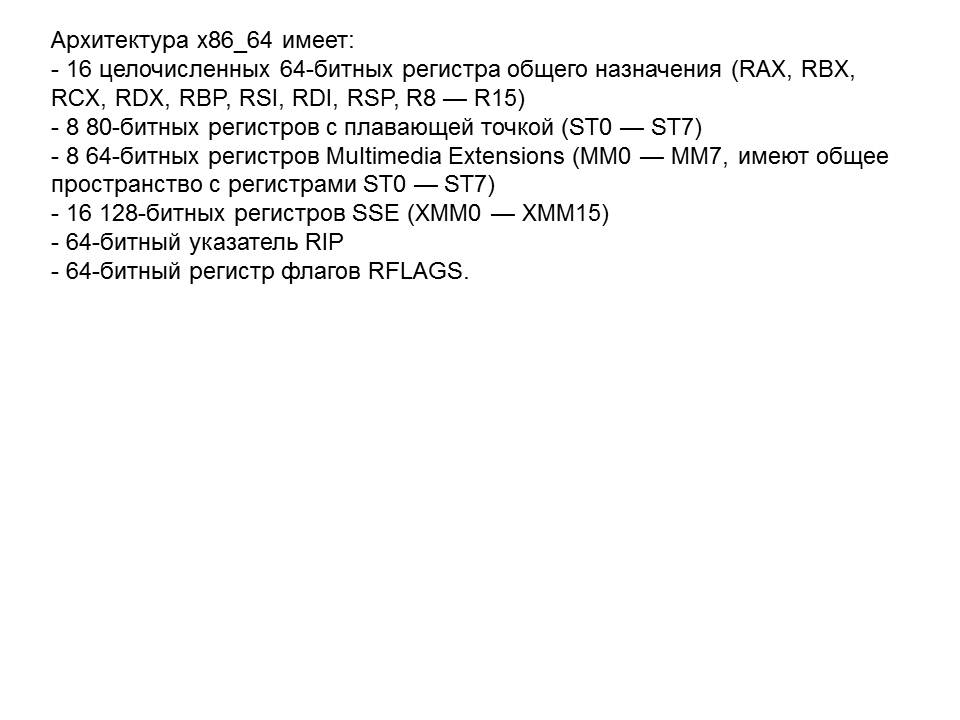 Архитектура x86_64 имеет:
- 16 целочисленных 64-битных регистра общего назначения (RAX, RBX,
RCX, RDX, RBP, RSI, RDI, RSP, R8 — R15)
- 8 80-битных регистров с плавающей точкой (ST0 — ST7)
- 8 64-битных регистров Multimedia Extensions (MM0 — MM7, имеют общее
пространство с регистрами ST0 — ST7)
- 16 128-битных регистров SSE (XMM0 — XMM15)
- 64-битный указатель RIP
- 64-битный регистр флагов RFLAGS.